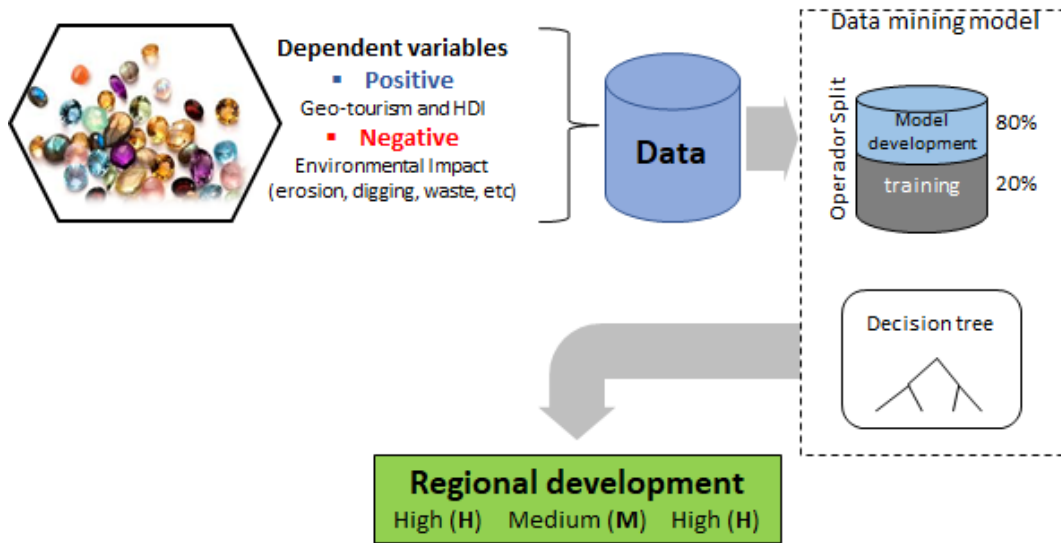 Dependent variables
▪ Positive
Geo-tourism and HDI
▪ Negative
Environmental Impact
(erosion, digging, waste, etc)
Data
Data mining model
Operador Split
Model
development
80%
training
20%
Decision tree
Regional development
High (H) Medium (M) High (H)